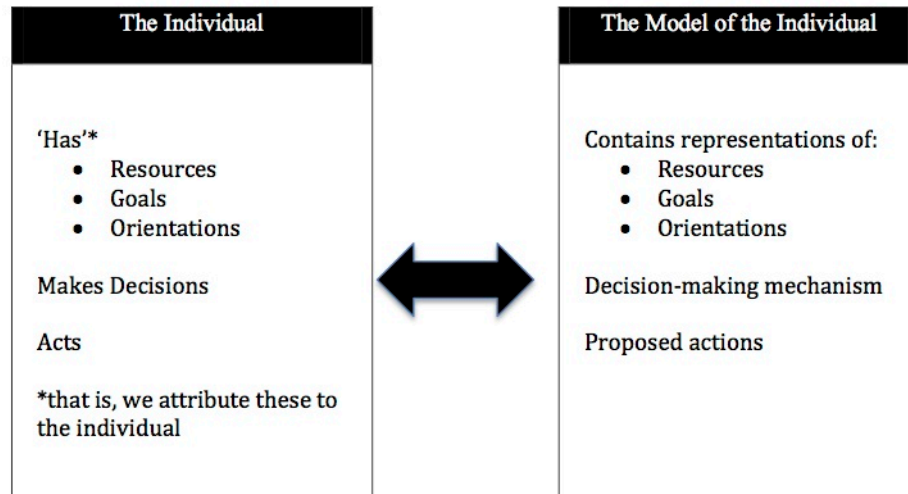 The Individual
‘Has’*
• Resources
• Goals
• Orientations
Makes Decisions
Acts
*that is, we attribute these to
the individual
The Model of the Individual
Contains representations of:
• Resources
• Goals
• Orientations
Decision-making mechanism
Proposed actions